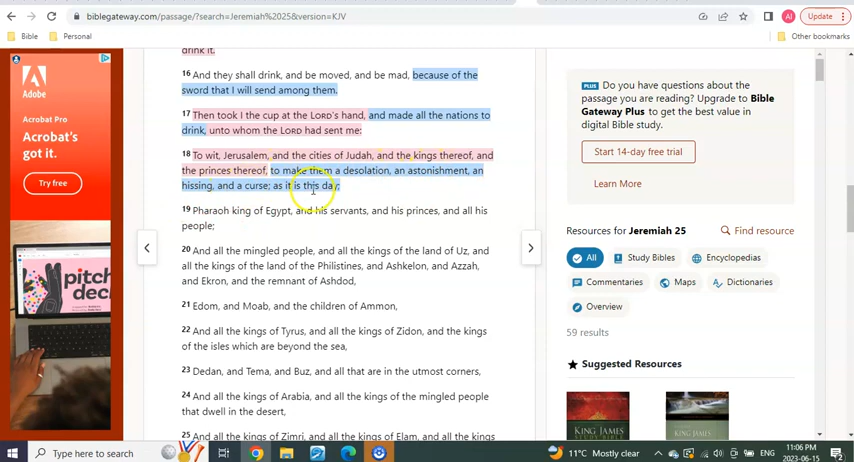 biblegateway.com/passage/?search=Jeremiah%2025&version=KJV
AI
Update
Bible
Personal
Other bookmarks
Adobe
Acrobat Pro
Acrobat's
got it.
Try free
pitch
deck
drink it.
16 And they shall drink, and be moved, and be mad, because of the
sword that I will send among them.
17 Then took I the cup at the LORD's hand, and made all the nations to
drink, unto whom the LORD had sent me:
18 To wit, Jerusalem, and the cities of Judah, and the kings thereof, and
the princes thereof, to make them a desolation, an astonishment, an
hissing, and a curse; as it is this day;
19 Pharaoh king of Egypt, and his servants, and his princes, and all his
people;
20 And all the mingled people, and all the kings of the land of Uz, and
all the kings of the land of the Philistines, and Ashkelon, and Azzah,
and Ekron, and the remnant of Ashdod,
21 Edom, and Moab, and the children of Ammon,
22 And all the kings of Tyrus, and all the kings of Zidon, and the kings
of the isles which are beyond the sea,
23 Dedan, and Tema, and Buz, and all that are in the utmost corners,
24 And all the kings of Arabia, and all the kings of the mingled people
that dwell in the desert,
25 And all the kings of Zimri, and all the kings of Elam, and all the kings
PLUS Do you have questions about the
passage you are reading? Upgrade to Bible
Gateway Plus to get the best value in
digital Bible study.
Start 14-day free trial
Learn More
Resources for Jeremiah 25
Find resource
All
Study Bibles
Encyclopedias
Commentaries
Maps
Dictionaries
Overview
59 results
Suggested Resources
KING JAMES
STUDY BIBLE
KING JAMES
Type here to search
11°C Mostly clear
ENG
11:06 PM
2023-06-15
2